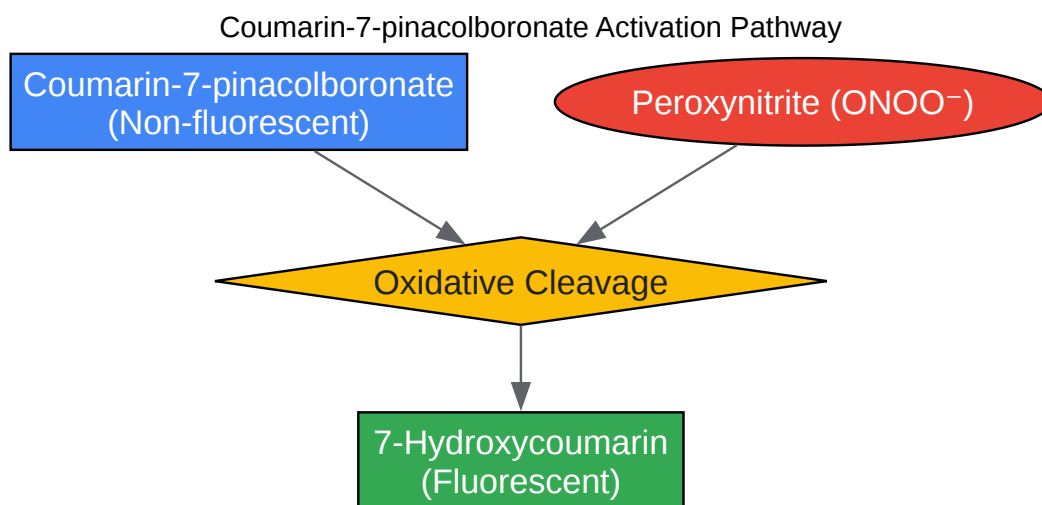 Coumarin-7-pinacolboronate Activation Pathway
Coumarin-7-pinacolboronate
(Non-fluorescent)
Peroxynitrite (ONOO⁻)
Oxidative Cleavage
7-Hydroxycoumarin
(Fluorescent)